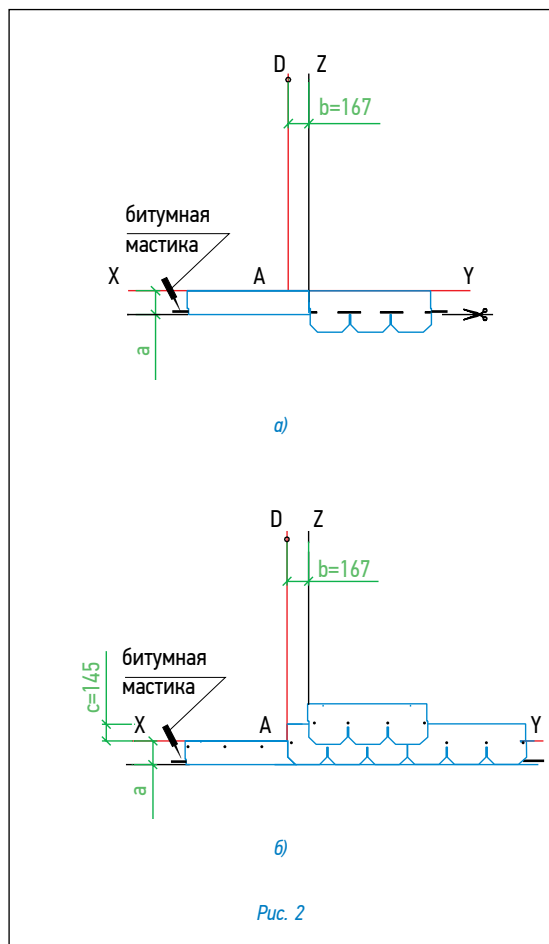 D Z
b=167
битумная
мастика
X A Y
a
а)
D Z
b=167
c=145
битумная
мастика
X A Y
a
б)
Рис. 2